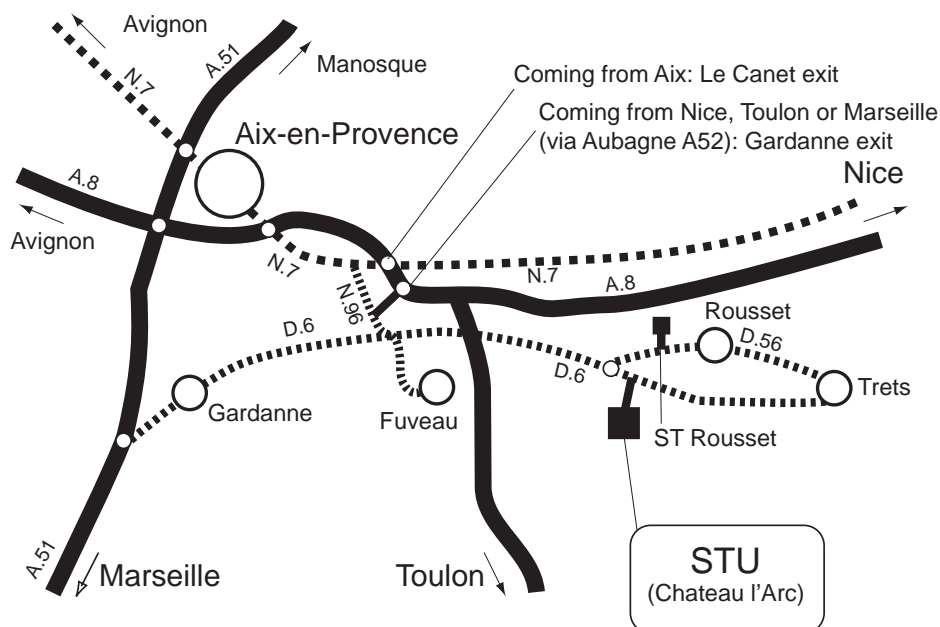 Avignon
A.51
Manosque
N.7
Coming from Aix: Le Canet exit
Coming from Nice, Toulon or Marseille
(via Aubagne A52): Gardanne exit
Aix-en-Provence
Nice
A.8
Avignon
N.7
N.7
A.8
N.96
Rousset
D.6
D.56
D.6
Trets
Gardanne
Fuveau
ST Rousset
A.51
Marseille
Toulon
STU
(Chateau l'Arc)